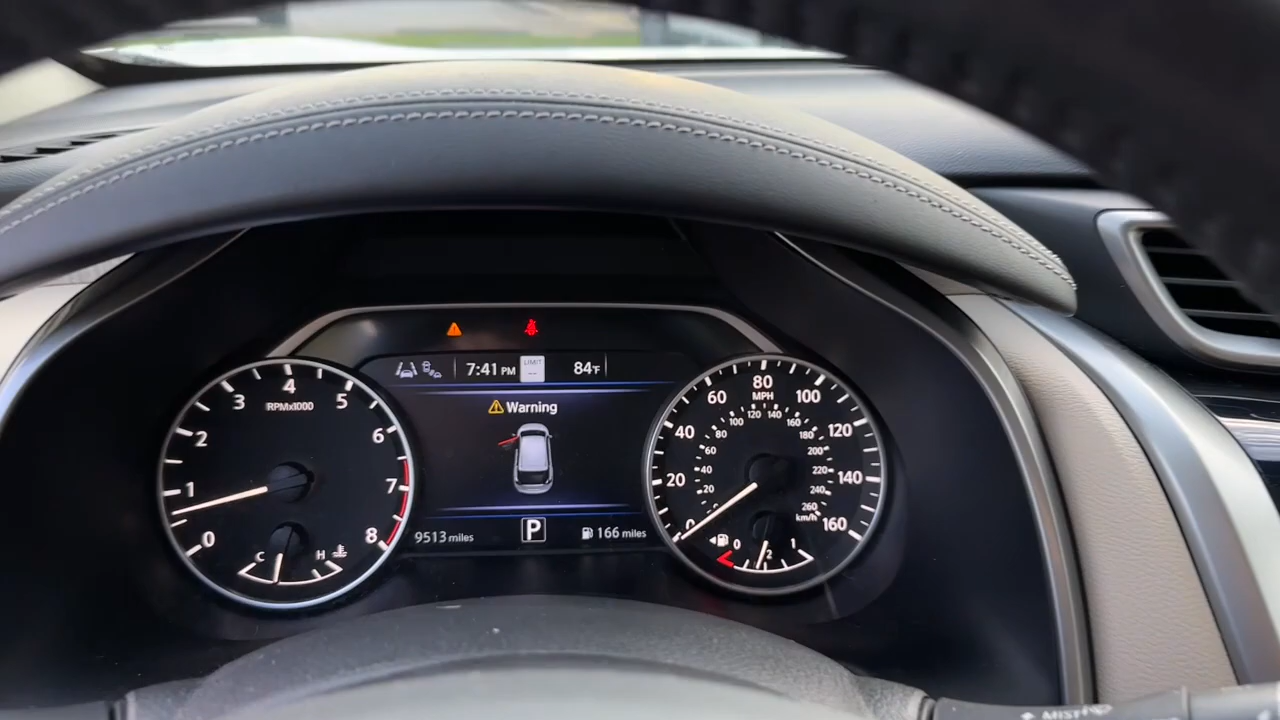 7:41 PM
LIMIT
--
84°F
Warning
RPMx1000
0
1
2
3
4
5
6
7
8
C
H
9513 miles
P
166 miles
0
20
40
60
80
100
120
140
160
MPH
20
40
60
80
100
120
140
160
180
200
220
240
260
km/h
0
½
1
MIST